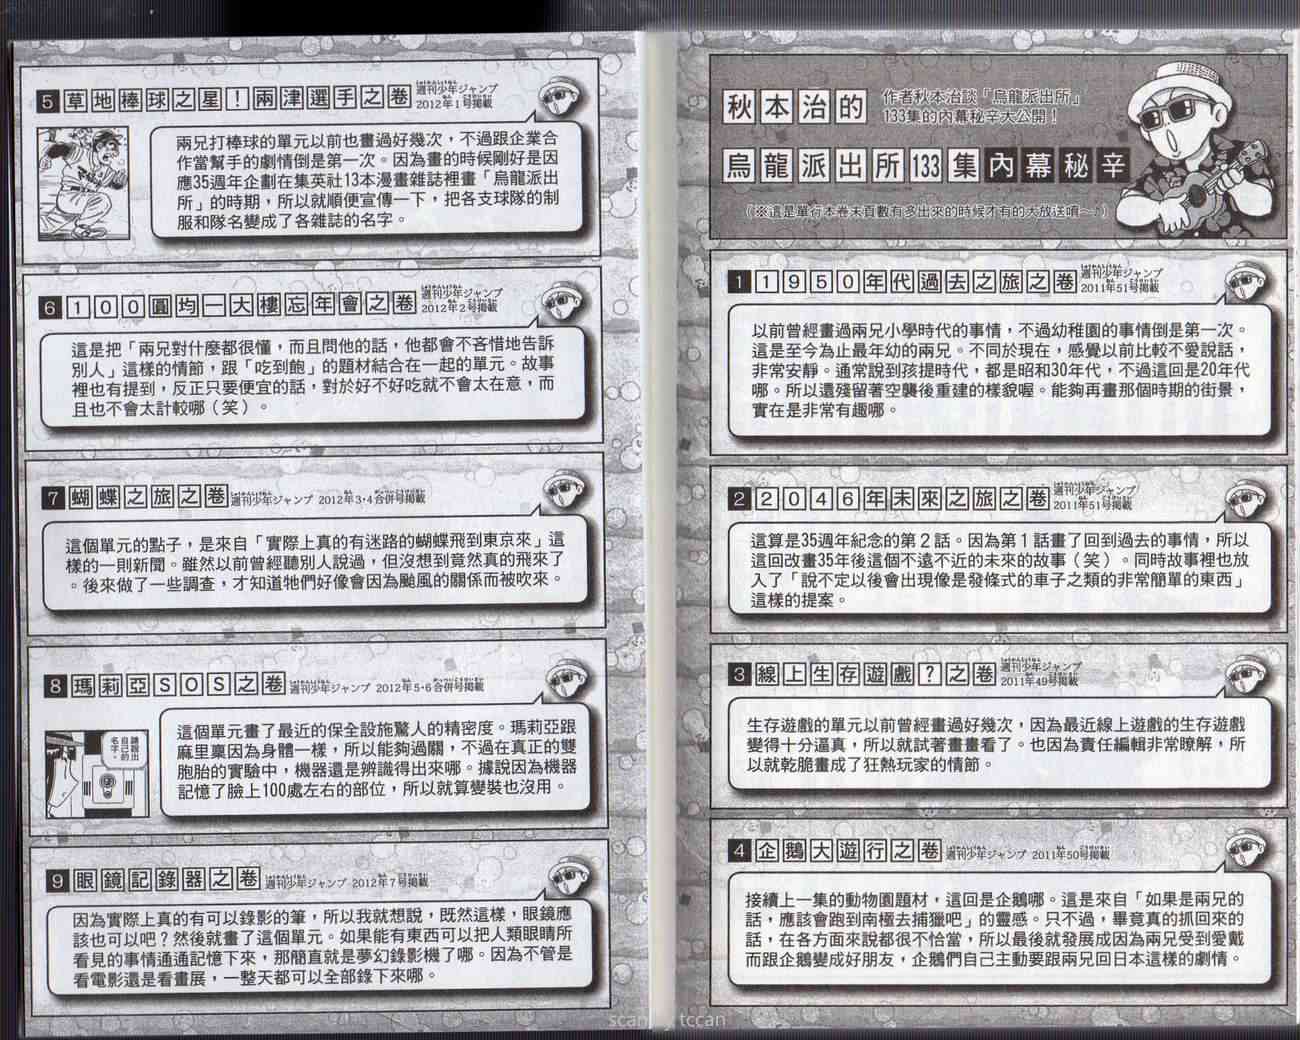 秋本治的
作者秋本治談「烏龍派出所」
133集的內幕秘辛大公開！
烏龍派出所133集內幕秘辛
（※這是單行本卷末頁數有多出來的時候才有的大放送唷～♪）
1 1950年代過去之旅之卷 週刊少年ジャンプ
2011年51号掲載
以前曾經畫過兩兄小學時代的事情，不過幼稚園的事情倒是第一次。
這是至今為止最年幼的兩兄。不同於現在，感覺以前比較不愛說話，
非常安靜。通常說到孩提時代，都是昭和30年代，不過這回是20年代
哪。所以還殘留著空襲後重建的樣貌喔。能夠再畫那個時期的街景，
實在是非常有趣哪。
2 2046年未來之旅之卷 週刊少年ジャンプ
2011年51号掲載
這算是35週年紀念的第２話。因為第１話畫了回到過去的事情，所以
這回改畫35年後這個不遠不近的未來的故事（笑）。同時故事裡也放
入了「說不定以後會出現像是發條式的車子之類的非常簡單的東西」
這樣的提案。
3 線上生存遊戲？之卷 週刊少年ジャンプ
2011年49号掲載
生存遊戲的單元以前曾經畫過好幾次，因為最近線上遊戲的生存遊戲
變得十分逼真，所以就試著畫畫看了。也因為責任編輯非常瞭解，所
以就乾脆畫成了狂熱玩家的情節。
4 企鵝大遊行之卷 週刊少年ジャンプ 2011年50号掲載
接續上一集的動物園題材，這回是企鵝哪。這是來自「如果是兩兄的
話，應該會跑到南極去捕獵吧」的靈感。只不過，畢竟真的抓回來的
話，在各方面來說都很不恰當，所以最後就發展成因為兩兄受到愛戴
而跟企鵝變成好朋友，企鵝們自己主動要跟兩兄回日本這樣的劇情。
5 草地棒球之星！兩津選手之卷 週刊少年ジャンプ
2012年1号掲載
兩兄打棒球的單元以前也畫過好幾次，不過跟企業合
作當幫手的劇情倒是第一次。因為畫的時候剛好是因
應35週年企劃在集英社13本漫畫雜誌裡畫「烏龍派出
所」的時期，所以就順便宣傳一下，把各支球隊的制
服和隊名變成了各雜誌的名字。
6 100圓均一大樓忘年會之卷 週刊少年ジャンプ
2012年2号掲載
這是把「兩兄對什麼都很懂，而且問他的話，他都會不吝惜地告訴
別人」這樣的情節，跟「吃到飽」的題材結合在一起的單元。故事
裡也有提到，反正只要便宜的話，對於好不好吃就不會太在意，而
且也不會太計較哪（笑）。
7 蝴蝶之旅之卷 週刊少年ジャンプ 2012年3・4合併号掲載
這個單元的點子，是來自「實際上真的有迷路的蝴蝶飛到東京來」這
樣的一則新聞。雖然以前曾經聽別人說過，但沒想到竟然真的飛來了
。後來做了一些調查，才知道牠們好像會因為颱風的關係而被吹來。
8 瑪莉亞SOS之卷 週刊少年ジャンプ 2012年5・6合併号掲載
請報出
自己的
名字。
這個單元畫了最近的保全設施驚人的精密度。瑪莉亞跟
麻里稟因為身體一樣，所以能夠過關，不過在真正的雙
胞胎的實驗中，機器還是辨識得出來哪。據說因為機器
記憶了臉上100處左右的部位，所以就算變裝也沒用。
9 眼鏡記錄器之卷 週刊少年ジャンプ 2012年7号掲載
因為實際上真的有可以錄影的筆，所以我就想說，既然這樣，眼鏡應
該也可以吧？然後就畫了這個單元。如果能有東西可以把人類眼睛所
看見的事情通通記憶下來，那簡直就是夢幻錄影機了哪。因為不管是
看電影還是看畫展，一整天都可以全部錄下來哪。
scan by tccan